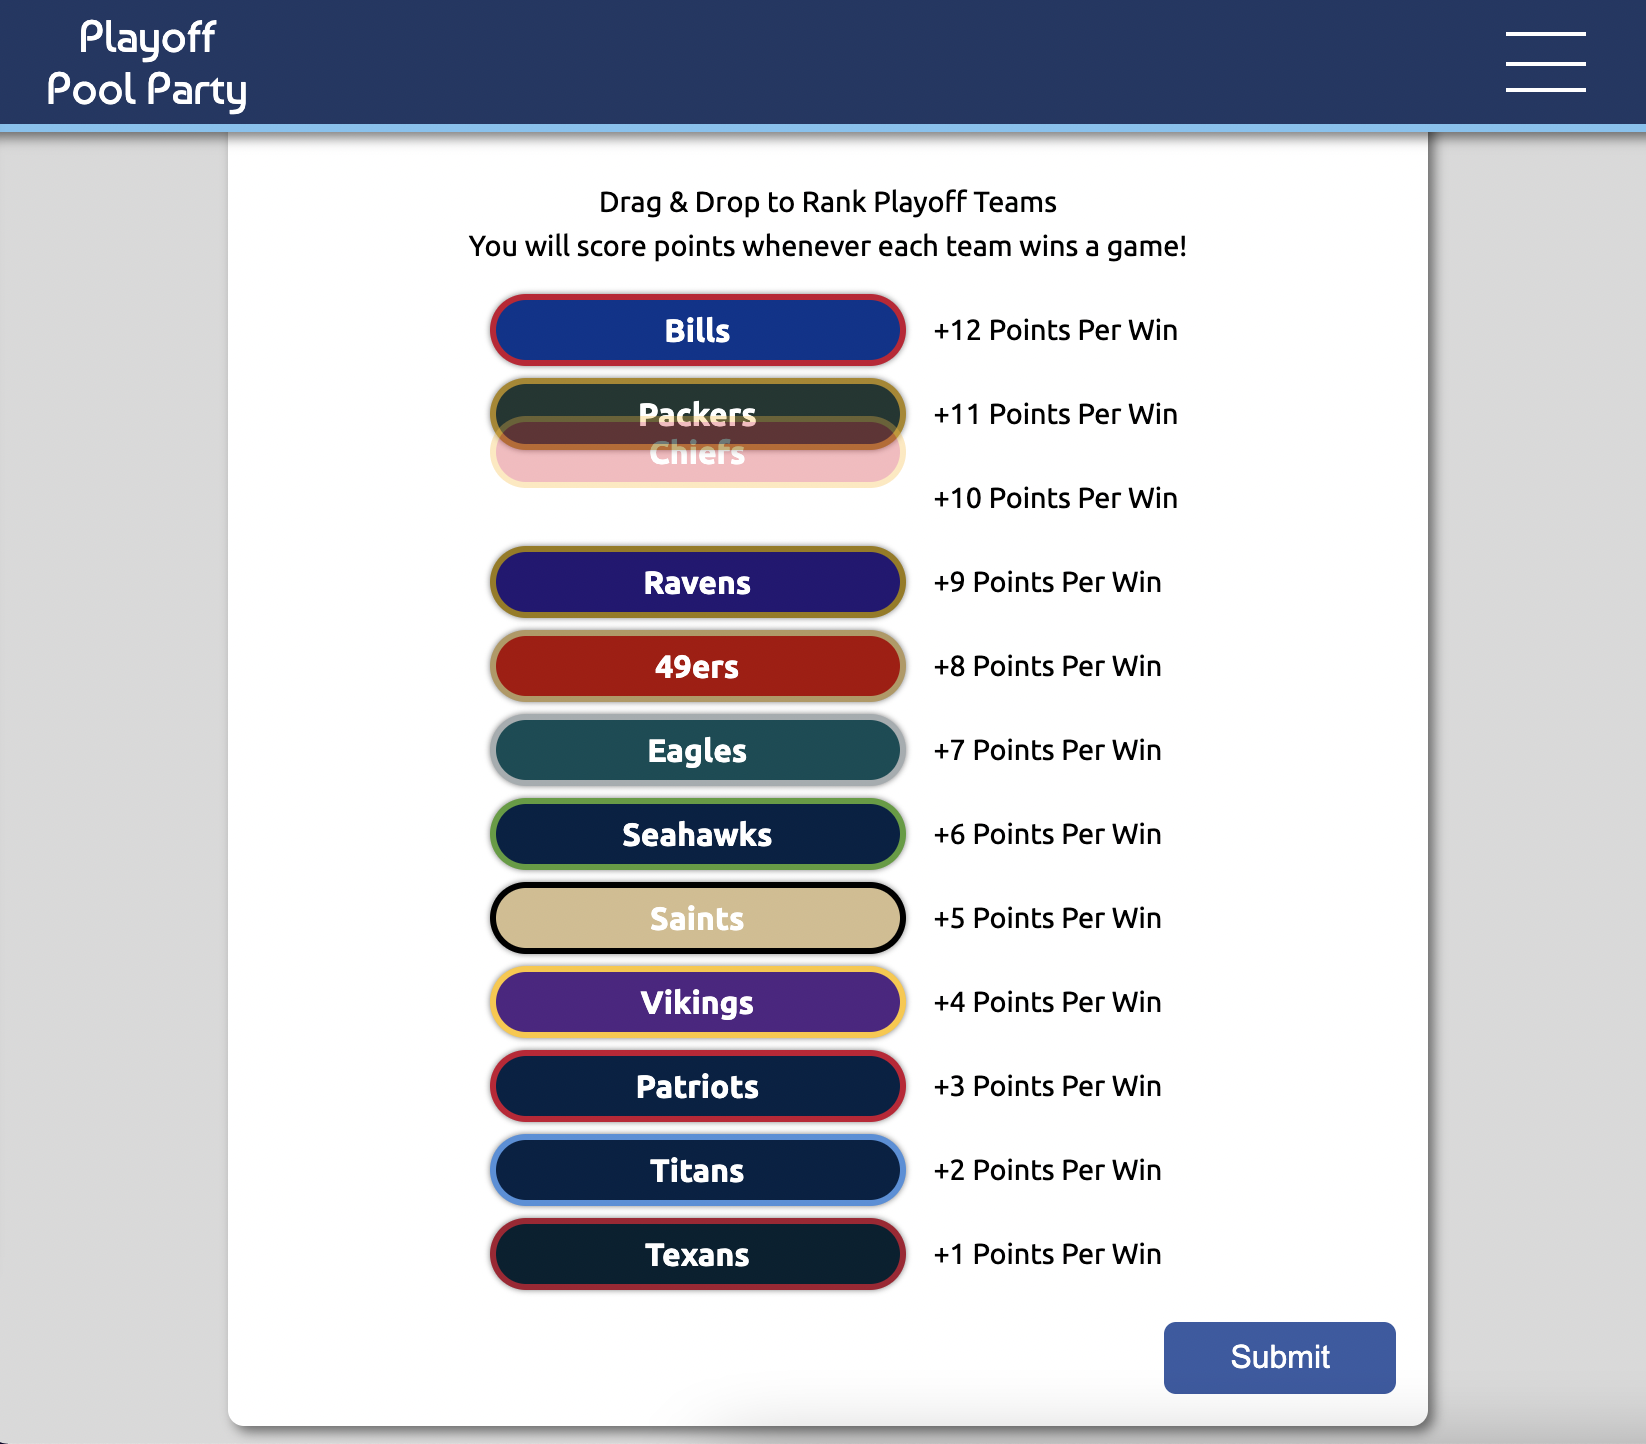 Playoff
Pool Party
Drag & Drop to Rank Playoff Teams
You will score points whenever each team wins a game!
Bills +12 Points Per Win
Packers +11 Points Per Win
Chiefs
+10 Points Per Win
Ravens +9 Points Per Win
49ers +8 Points Per Win
Eagles +7 Points Per Win
Seahawks +6 Points Per Win
Saints +5 Points Per Win
Vikings +4 Points Per Win
Patriots +3 Points Per Win
Titans +2 Points Per Win
Texans +1 Points Per Win
Submit